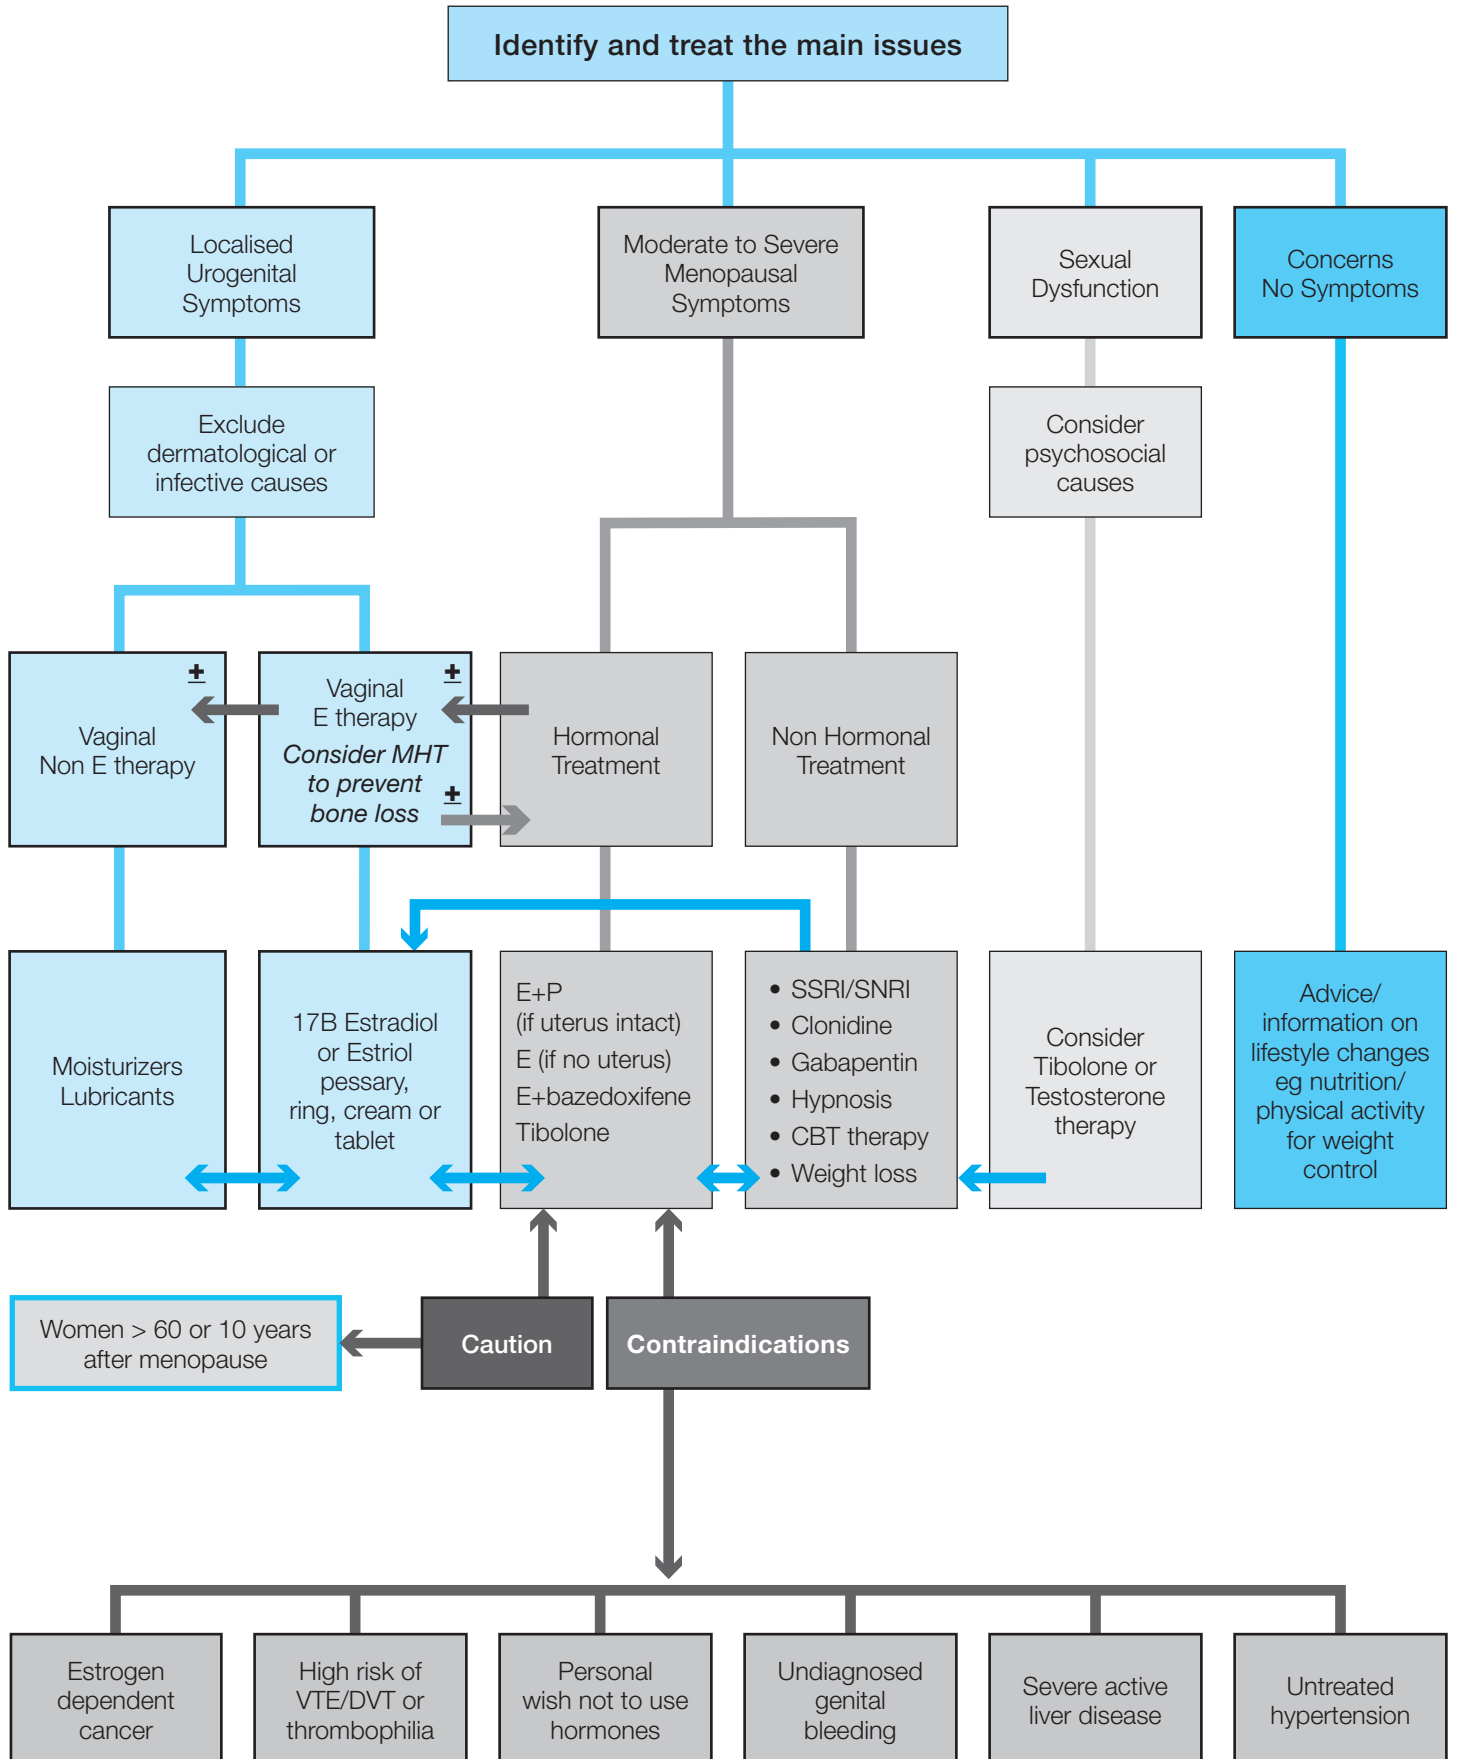 Identify and treat the main issues
Localised
Urogenital
Symptoms
Moderate to Severe
Menopausal
Symptoms
Sexual
Dysfunction
Concerns
No Symptoms
Exclude
dermatological or
infective causes
Consider
psychosocial
causes
±
Vaginal
Non E therapy
±
Vaginal
E therapy
Consider MHT
to prevent
bone loss
±
Hormonal
Treatment
Non Hormonal
Treatment
Moisturizers
Lubricants
17B Estradiol
or Estriol
pessary,
ring, cream or
tablet
E+P
(if uterus intact)
E (if no uterus)
E+bazedoxifene
Tibolone
• SSRI/SNRI
• Clonidine
• Gabapentin
• Hypnosis
• CBT therapy
• Weight loss
Consider
Tibolone or
Testosterone
therapy
Advice/
information on
lifestyle changes
eg nutrition/
physical activity
for weight
control
Women > 60 or 10 years
after menopause
Caution
Contraindications
Estrogen
dependent
cancer
High risk of
VTE/DVT or
thrombophilia
Personal
wish not to use
hormones
Undiagnosed
genital
bleeding
Severe active
liver disease
Untreated
hypertension